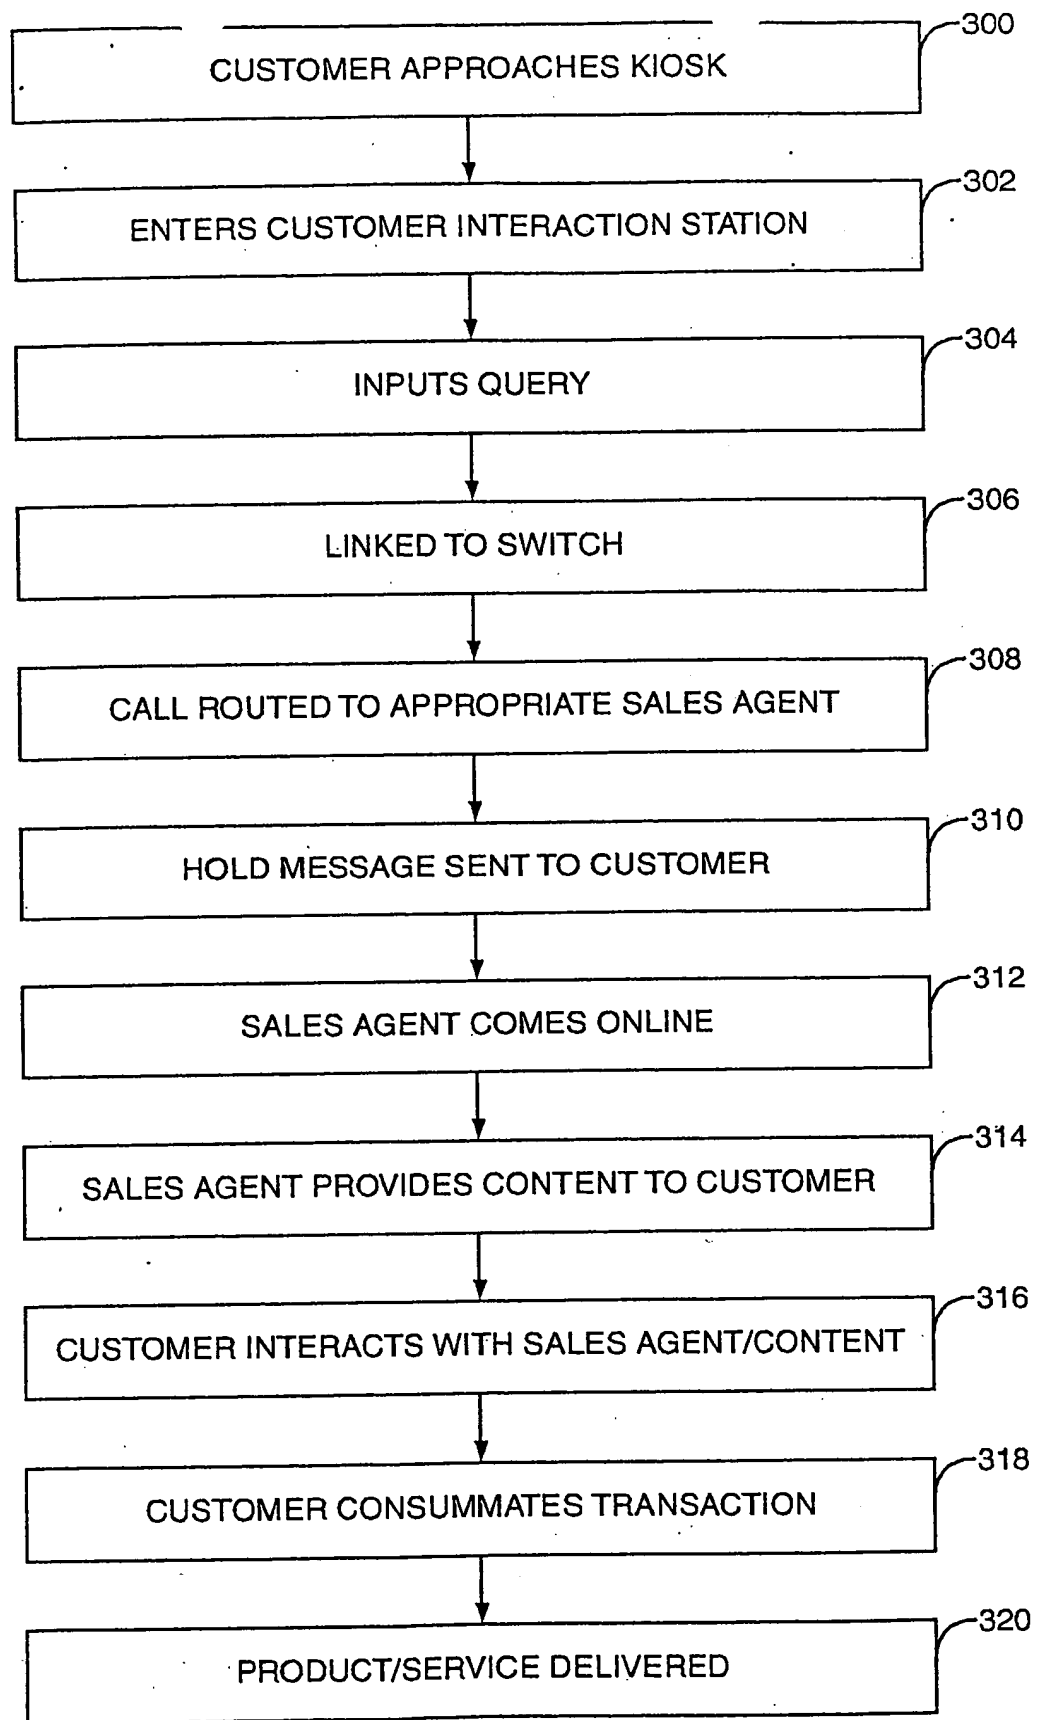 300
CUSTOMER APPROACHES KIOSK
302
ENTERS CUSTOMER INTERACTION STATION
304
INPUTS QUERY
306
LINKED TO SWITCH
308
CALL ROUTED TO APPROPRIATE SALES AGENT
310
HOLD MESSAGE SENT TO CUSTOMER
312
SALES AGENT COMES ONLINE
314
SALES AGENT PROVIDES CONTENT TO CUSTOMER
316
CUSTOMER INTERACTS WITH SALES AGENT/CONTENT
318
CUSTOMER CONSUMMATES TRANSACTION
320
PRODUCT/SERVICE DELIVERED